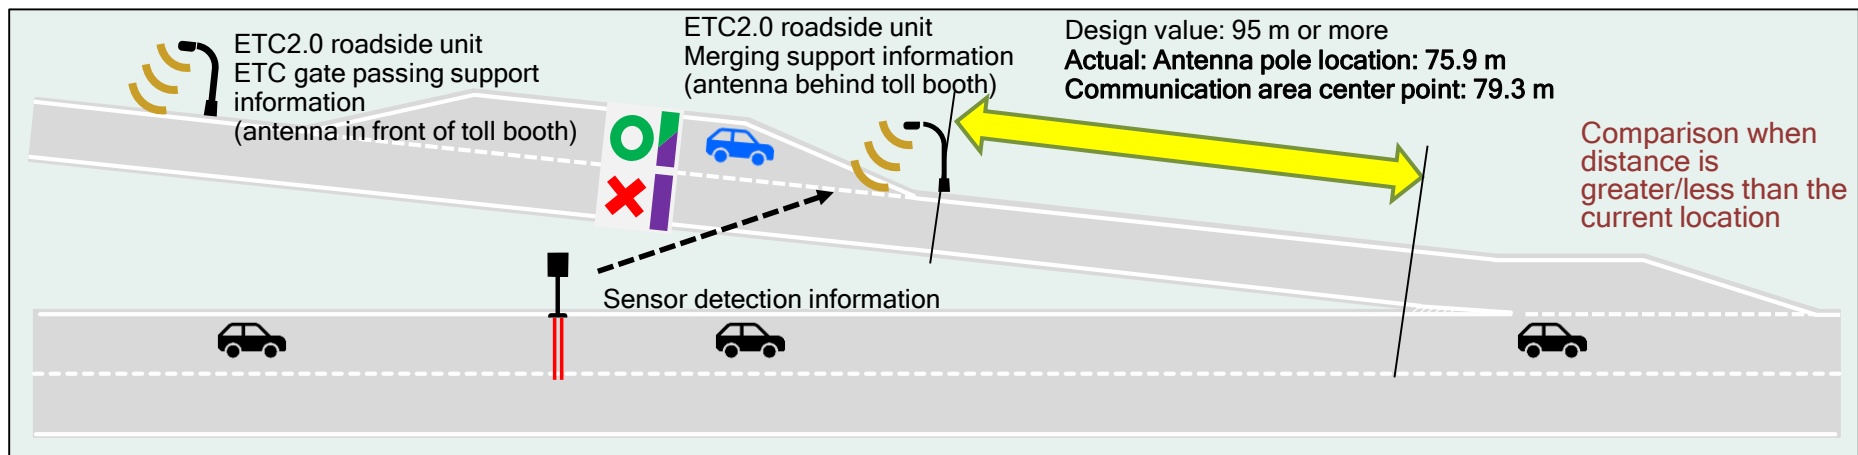 ETC2.0 roadside unit
ETC gate passing support
information
(antenna in front of toll booth)
ETC2.0 roadside unit
Merging support information
(antenna behind toll booth)
Design value: 95 m or more
Actual: Antenna pole location: 75.9 m
Communication area center point: 79.3 m
Comparison when
distance is
greater/less than the
current location
Sensor detection information